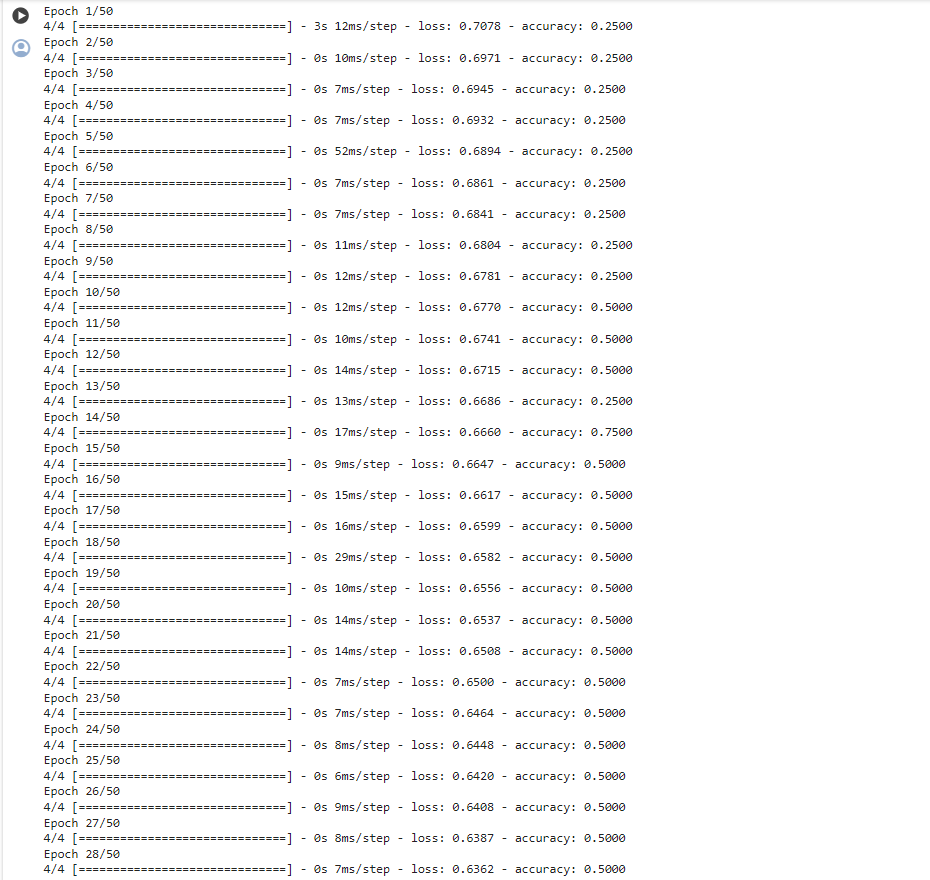 Epoch 1/50
4/4 [==============================] - 3s 12ms/step - loss: 0.7078 - accuracy: 0.2500
Epoch 2/50
4/4 [==============================] - 0s 10ms/step - loss: 0.6971 - accuracy: 0.2500
Epoch 3/50
4/4 [==============================] - 0s 7ms/step - loss: 0.6945 - accuracy: 0.2500
Epoch 4/50
4/4 [==============================] - 0s 7ms/step - loss: 0.6932 - accuracy: 0.2500
Epoch 5/50
4/4 [==============================] - 0s 52ms/step - loss: 0.6894 - accuracy: 0.2500
Epoch 6/50
4/4 [==============================] - 0s 7ms/step - loss: 0.6861 - accuracy: 0.2500
Epoch 7/50
4/4 [==============================] - 0s 7ms/step - loss: 0.6841 - accuracy: 0.2500
Epoch 8/50
4/4 [==============================] - 0s 11ms/step - loss: 0.6804 - accuracy: 0.2500
Epoch 9/50
4/4 [==============================] - 0s 12ms/step - loss: 0.6781 - accuracy: 0.2500
Epoch 10/50
4/4 [==============================] - 0s 12ms/step - loss: 0.6770 - accuracy: 0.5000
Epoch 11/50
4/4 [==============================] - 0s 10ms/step - loss: 0.6741 - accuracy: 0.5000
Epoch 12/50
4/4 [==============================] - 0s 14ms/step - loss: 0.6715 - accuracy: 0.5000
Epoch 13/50
4/4 [==============================] - 0s 13ms/step - loss: 0.6686 - accuracy: 0.2500
Epoch 14/50
4/4 [==============================] - 0s 17ms/step - loss: 0.6660 - accuracy: 0.7500
Epoch 15/50
4/4 [==============================] - 0s 9ms/step - loss: 0.6647 - accuracy: 0.5000
Epoch 16/50
4/4 [==============================] - 0s 15ms/step - loss: 0.6617 - accuracy: 0.5000
Epoch 17/50
4/4 [==============================] - 0s 16ms/step - loss: 0.6599 - accuracy: 0.5000
Epoch 18/50
4/4 [==============================] - 0s 29ms/step - loss: 0.6582 - accuracy: 0.5000
Epoch 19/50
4/4 [==============================] - 0s 10ms/step - loss: 0.6556 - accuracy: 0.5000
Epoch 20/50
4/4 [==============================] - 0s 14ms/step - loss: 0.6537 - accuracy: 0.5000
Epoch 21/50
4/4 [==============================] - 0s 14ms/step - loss: 0.6508 - accuracy: 0.5000
Epoch 22/50
4/4 [==============================] - 0s 7ms/step - loss: 0.6500 - accuracy: 0.5000
Epoch 23/50
4/4 [==============================] - 0s 7ms/step - loss: 0.6464 - accuracy: 0.5000
Epoch 24/50
4/4 [==============================] - 0s 8ms/step - loss: 0.6448 - accuracy: 0.5000
Epoch 25/50
4/4 [==============================] - 0s 6ms/step - loss: 0.6420 - accuracy: 0.5000
Epoch 26/50
4/4 [==============================] - 0s 9ms/step - loss: 0.6408 - accuracy: 0.5000
Epoch 27/50
4/4 [==============================] - 0s 8ms/step - loss: 0.6387 - accuracy: 0.5000
Epoch 28/50
4/4 [==============================] - 0s 7ms/step - loss: 0.6362 - accuracy: 0.5000